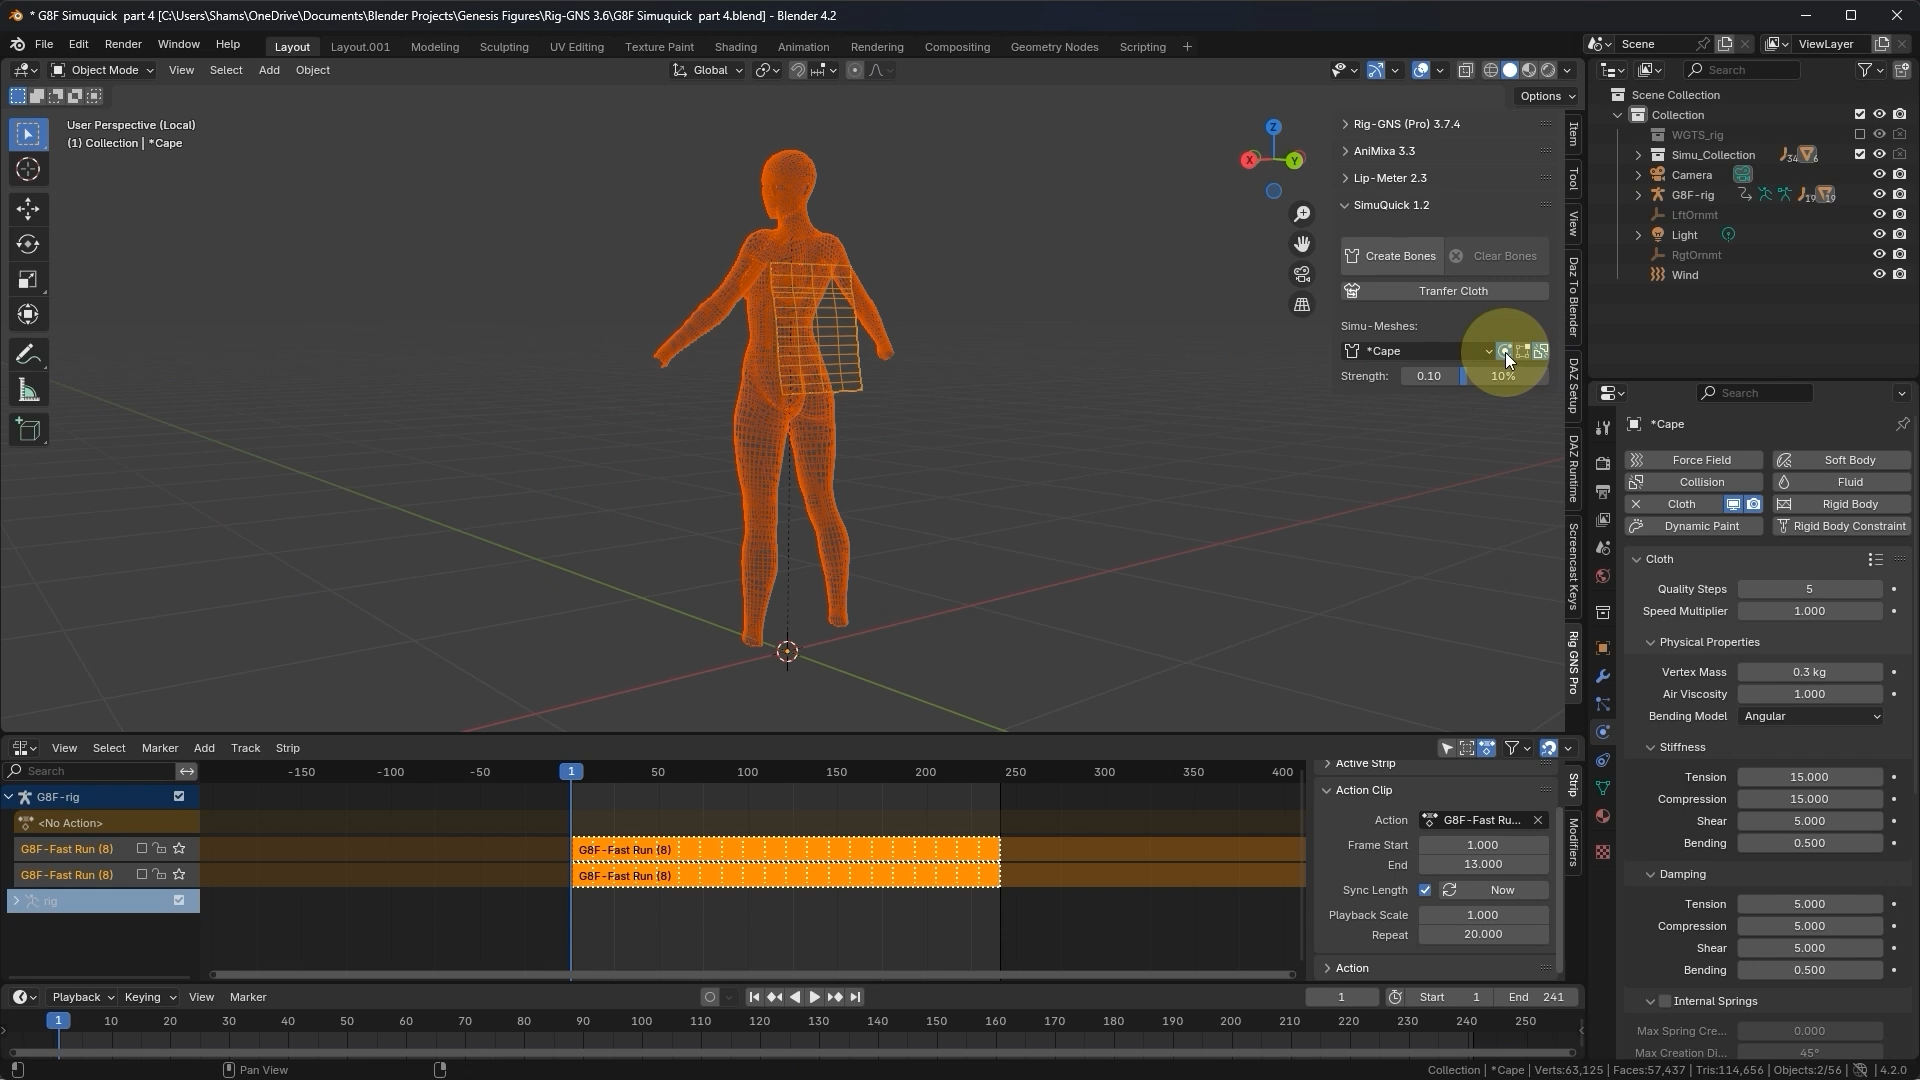 * G8F Simuquick  part 4 [C:\Users\Shams\OneDrive\Documents\Blender Projects\Genesis Figures\Rig-GNS 3.6\G8F Simuquick  part 4.blend] - Blender 4.2
File Edit Render Window Help Layout Layout.001 Modeling Sculpting UV Editing Texture Paint Shading Animation Rendering Compositing Geometry Nodes Scripting + Scene ViewLayer
Object Mode View Select Add Object Global Search
Options
User Perspective (Local)
(1) Collection | *Cape
Z
X
Y
Rig-GNS (Pro) 3.7.4
AniMixa 3.3
Lip-Meter 2.3
SimuQuick 1.2
Create Bones Clear Bones
Tranfer Cloth
Simu-Meshes:
*Cape
Strength: 0.10 10%
Item
Tool
View
Daz To Blender
DAZ Setup
DAZ Runtime
Screencast Keys
Rig GNS Pro
Scene Collection
Collection
WGTS_rig
Simu_Collection 34 6
Camera
G8F-rig 19 19
LftOrnmt
Light
RgtOrnmt
Wind
Search
*Cape
Force Field Soft Body
Collision Fluid
Cloth Rigid Body
Dynamic Paint Rigid Body Constraint
Cloth
Quality Steps 5
Speed Multiplier 1.000
Physical Properties
Vertex Mass 0.3 kg
Air Viscosity 1.000
Bending Model Angular
Stiffness
Tension 15.000
Compression 15.000
Shear 5.000
Bending 0.500
Damping
Tension 5.000
Compression 5.000
Shear 5.000
Bending 0.500
Internal Springs
Max Spring Cre... 0.000
Max Creation Di... 45°
View Select Marker Add Track Strip
Search -150 -100 -50 1 50 100 150 200 250 300 350 400
G8F-rig
<No Action>
G8F-Fast Run (8) G8F-Fast Run (8)
G8F-Fast Run (8) G8F-Fast Run (8)
rig
Active Strip
Action Clip
Action G8F-Fast Ru...
Frame Start 1.000
End 13.000
Sync Length Now
Playback Scale 1.000
Repeat 20.000
Action
Strip
Modifiers
Playback Keying View Marker 1 Start 1 End 241
1 10 20 30 40 50 60 70 80 90 100 110 120 130 140 150 160 170 180 190 200 210 220 230 240 250
Pan View
Collection | *Cape | Verts:63,125 | Faces:57,437 | Tris:114,656 | Objects:2/56 | 4.2.0